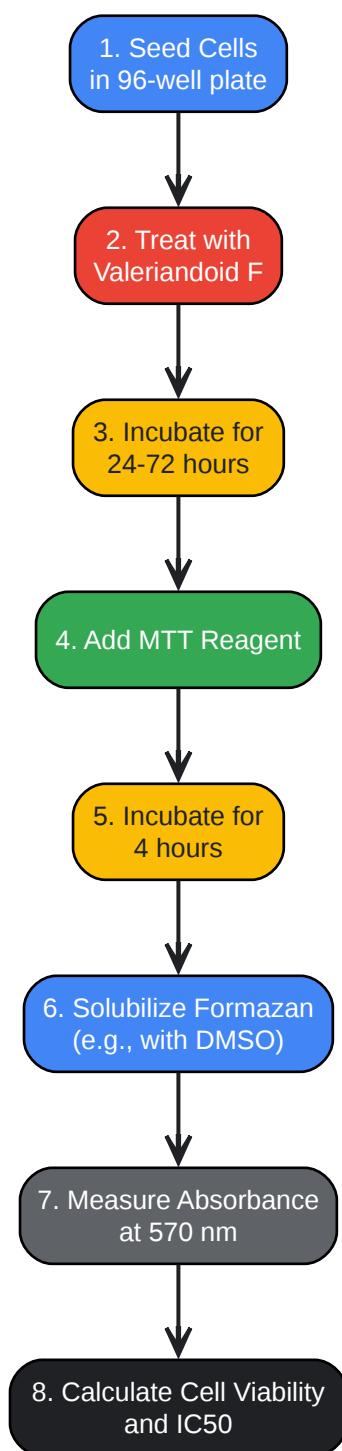 1. Seed Cells
in 96-well plate
2. Treat with
Valeriandoid F
3. Incubate for
24-72 hours
4. Add MTT Reagent
5. Incubate for
4 hours
6. Solubilize Formazan
(e.g., with DMSO)
7. Measure Absorbance
at 570 nm
8. Calculate Cell Viability
and IC50